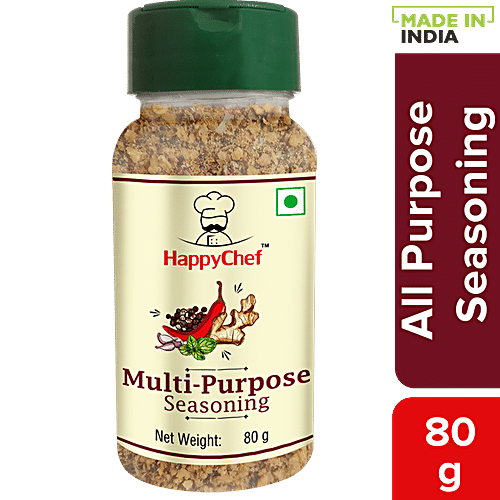 MADE IN
INDIA
HappyChef™
Multi-Purpose
Seasoning
Net Weight: 80 g
All Purpose
Seasoning
80
g